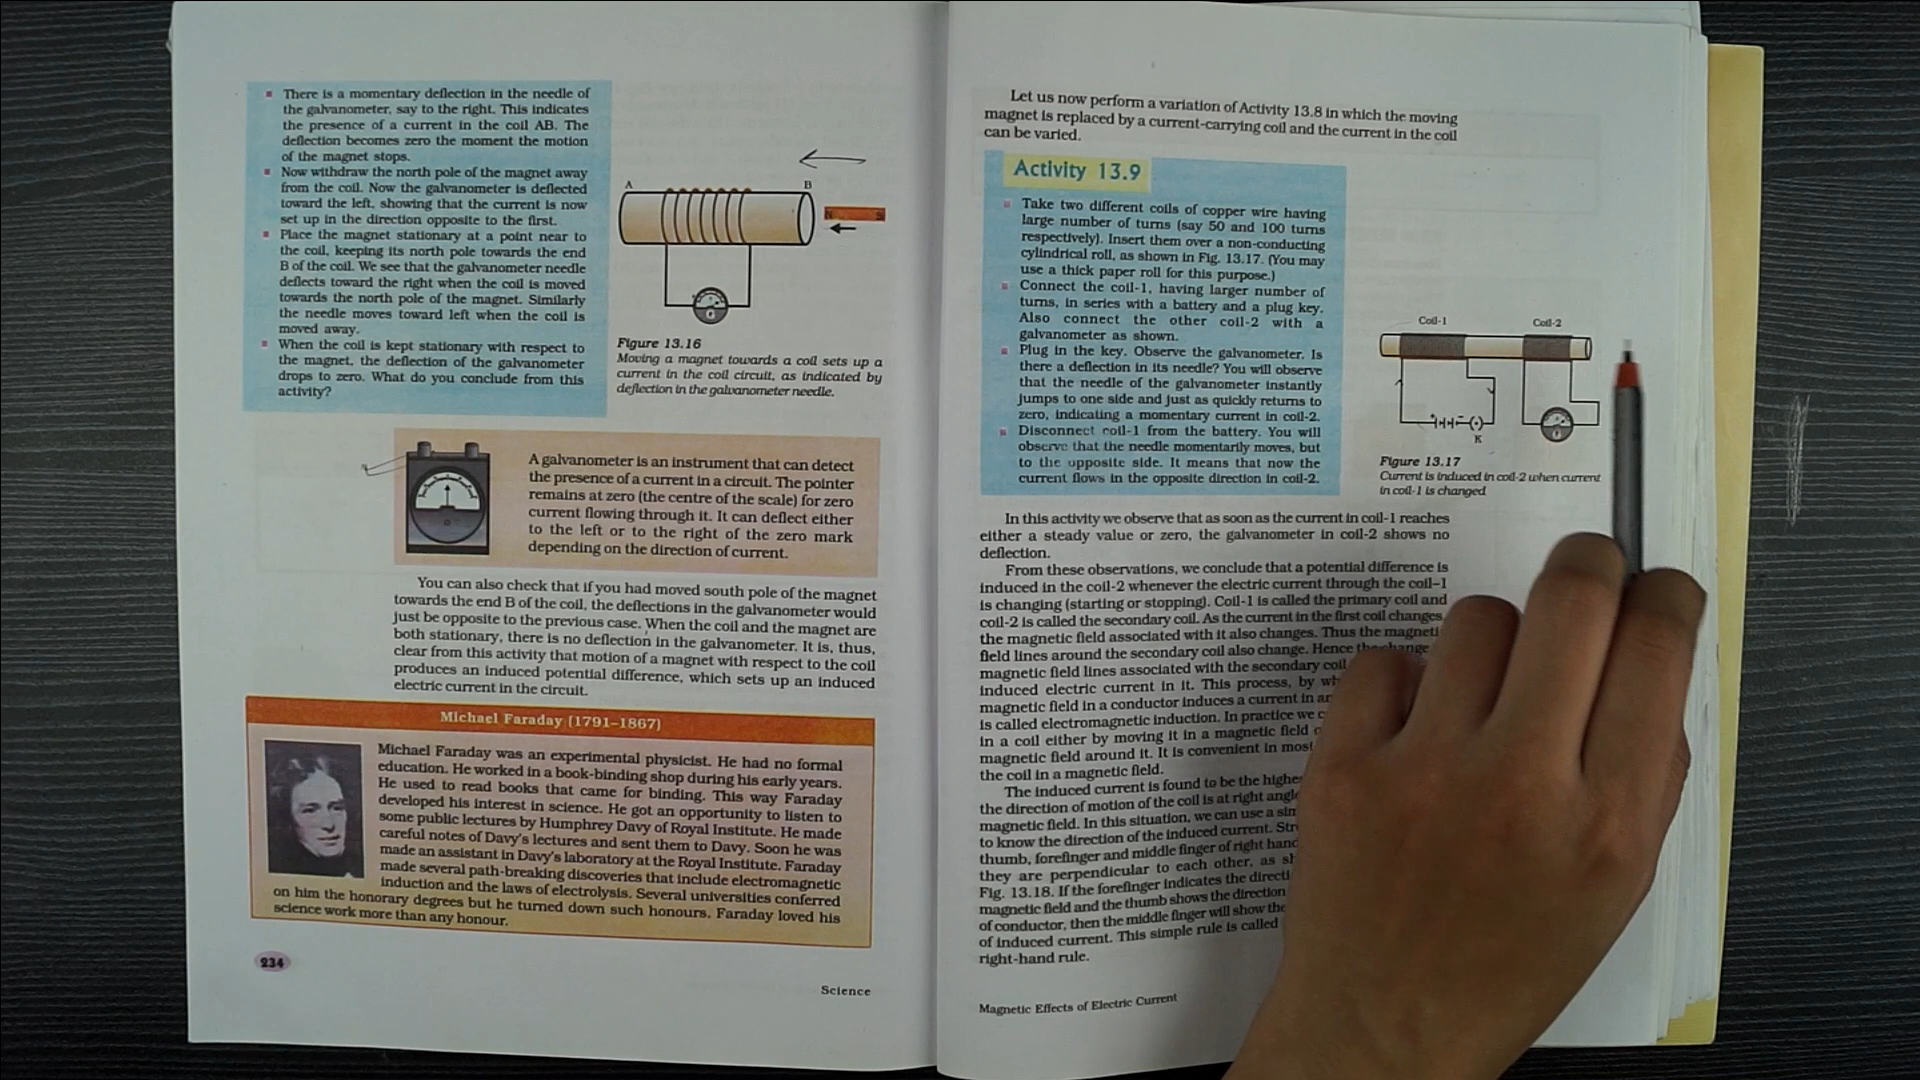 There is a momentary deflection in the needle of
the galvanometer, say to the right. This indicates
the presence of a current in the coil AB. The
deflection becomes zero the moment the motion
of the magnet stops.
Now withdraw the north pole of the magnet away
from the coil. Now the galvanometer is deflected
toward the left, showing that the current is now
set up in the direction opposite to the first.
Place the magnet stationary at a point near to
the coil, keeping its north pole towards the end
B of the coil. We see that the galvanometer needle
deflects toward the right when the coil is moved
towards the north pole of the magnet. Similarly
the needle moves toward left when the coil is
moved away.
When the coil is kept stationary with respect to
the magnet, the deflection of the galvanometer
drops to zero. What do you conclude from this
activity?
A B
N S
G
Figure 13.16
Moving a magnet towards a coil sets up a
current in the coil circuit, as indicated by
deflection in the galvanometer needle.
A galvanometer is an instrument that can detect
the presence of a current in a circuit. The pointer
remains at zero (the centre of the scale) for zero
current flowing through it. It can deflect either
to the left or to the right of the zero mark
depending on the direction of current.
You can also check that if you had moved south pole of the magnet
towards the end B of the coil, the deflections in the galvanometer would
just be opposite to the previous case. When the coil and the magnet are
both stationary, there is no deflection in the galvanometer. It is, thus,
clear from this activity that motion of a magnet with respect to the coil
produces an induced potential difference, which sets up an induced
electric current in the circuit.
Michael Faraday (1791–1867)
Michael Faraday was an experimental physicist. He had no formal
education. He worked in a book-binding shop during his early years.
He used to read books that came for binding. This way Faraday
developed his interest in science. He got an opportunity to listen to
some public lectures by Humphrey Davy of Royal Institute. He made
careful notes of Davy's lectures and sent them to Davy. Soon he was
made an assistant in Davy's laboratory at the Royal Institute. Faraday
made several path-breaking discoveries that include electromagnetic
induction and the laws of electrolysis. Several universities conferred
on him the honorary degrees but he turned down such honours. Faraday loved his
science work more than any honour.
234
Science
Let us now perform a variation of Activity 13.8 in which the moving
magnet is replaced by a current-carrying coil and the current in the coil
can be varied.
Activity 13.9
Take two different coils of copper wire having
large number of turns (say 50 and 100 turns
respectively). Insert them over a non-conducting
cylindrical roll, as shown in Fig. 13.17. (You may
use a thick paper roll for this purpose.)
Connect the coil-1, having larger number of
turns, in series with a battery and a plug key.
Also connect the other coil-2 with a
galvanometer as shown.
Plug in the key. Observe the galvanometer. Is
there a deflection in its needle? You will observe
that the needle of the galvanometer instantly
jumps to one side and just as quickly returns to
zero, indicating a momentary current in coil-2.
Disconnect coil-1 from the battery. You will
observe that the needle momentarily moves, but
to the opposite side. It means that now the
current flows in the opposite direction in coil-2.
Coil-1 Coil-2
K
Figure 13.17
Current is induced in coil-2 when current
in coil-1 is changed
In this activity we observe that as soon as the current in coil-1 reaches
either a steady value or zero, the galvanometer in coil-2 shows no
deflection.
From these observations, we conclude that a potential difference is
induced in the coil-2 whenever the electric current through the coil–1
is changing (starting or stopping). Coil-1 is called the primary coil and
coil-2 is called the secondary coil. As the current in the first coil changes,
the magnetic field associated with it also changes. Thus the magneti
field lines around the secondary coil also change. Hence the change
magnetic field lines associated with the secondary coil
induced electric current in it. This process, by
magnetic field in a conductor induces a current in
is called electromagnetic induction. In practice we
in a coil either by moving it in a magnetic field
magnetic field around it. It is convenient in most
the coil in a magnetic field.
The induced current is found to be the highe
the direction of motion of the coil is at right angl
magnetic field. In this situation, we can use a sim
to know the direction of the induced current.
thumb, forefinger and middle finger of right hand
they are perpendicular to each other, as sh
Fig. 13.18. If the forefinger indicates the directi
magnetic field and the thumb shows the direction
of conductor, then the middle finger will show the
of induced current. This simple rule is called
right-hand rule.
Magnetic Effects of Electric Current